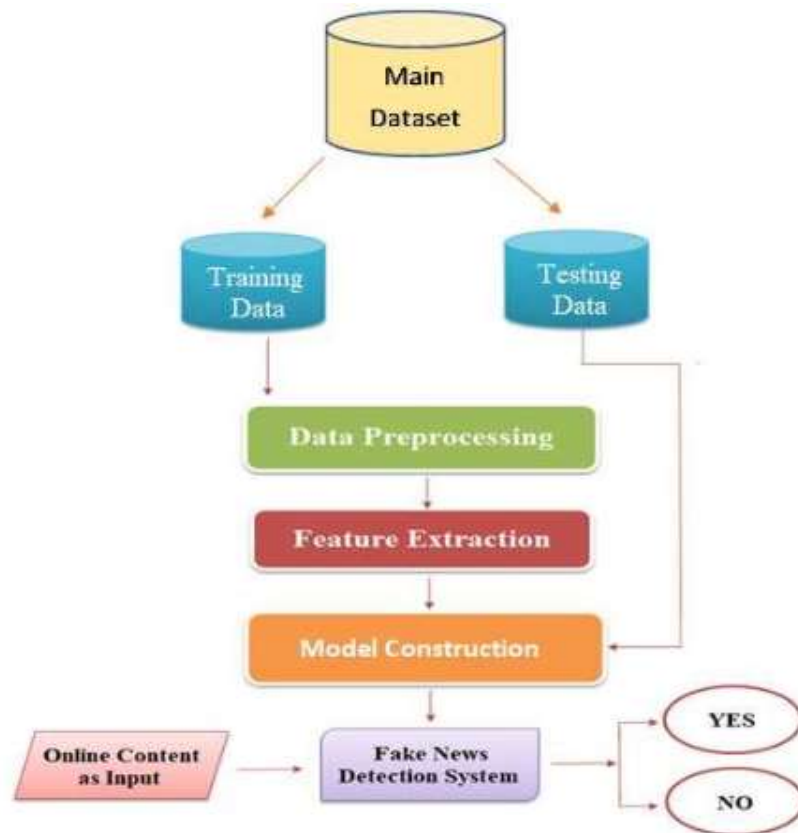 Main
Dataset
Training
Data
Testing
Data
Data Preprocessing
Feature Extraction
Model Construction
Online Content
as Input
Fake News
Detection System
YES
NO